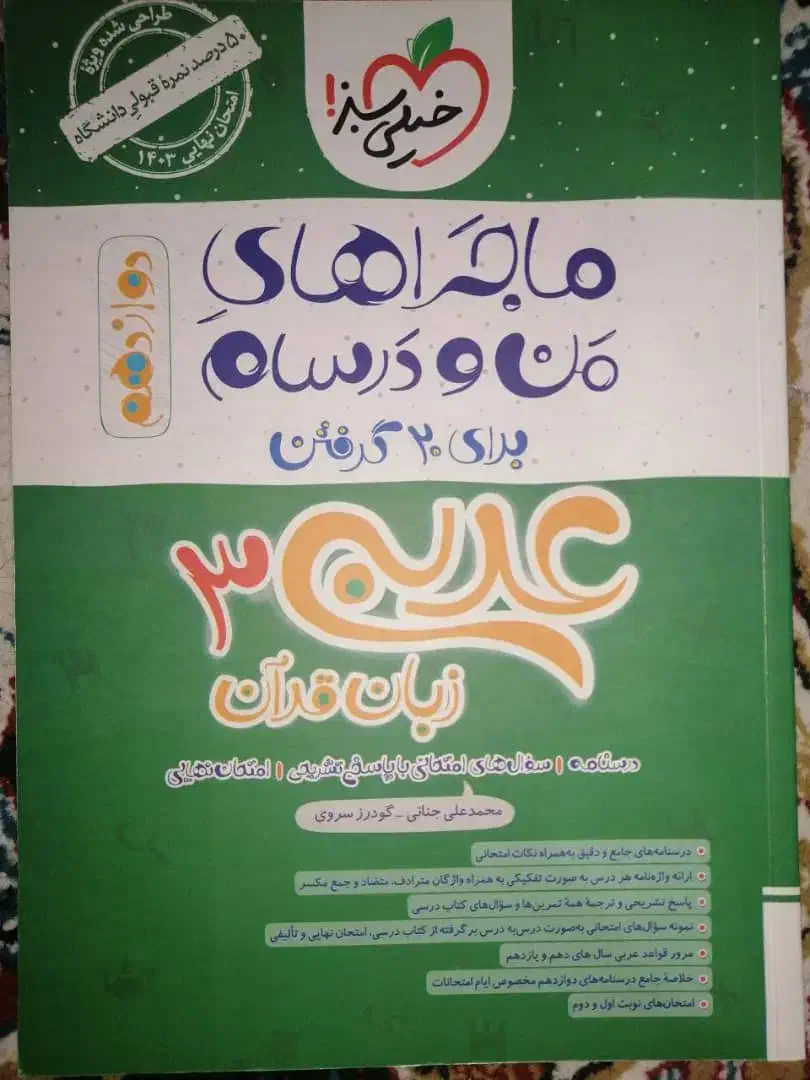 طراحی شده ویژهٔ
۵۰ درصد نمرهٔ قبولی دانشگاه
امتحان نهایی ۱۴۰۳
خیلی سبز!
ماجراهای
من و درسام
دوازدهم
برای ۲۰ گرفتن
عربی ۳
زبان قرآن
درسنامه | سؤال‌های امتحانی با پاسخ تشریحی | امتحان نهایی
محمدعلی جنانی - گودرز سروی
درسنامه‌های جامع و دقیق به‌همراه نکات امتحانی
ارائه واژه‌نامه هر درس به صورت تفکیکی به همراه واژگان مترادف، متضاد و جمع مکسر
پاسخ تشریحی و ترجمهٔ همهٔ تمرین‌ها و سؤال‌های کتاب درسی
نمونه سؤال‌های امتحانی به‌صورت درس‌به‌درس برگرفته از کتاب درسی، امتحان نهایی و تألیفی
مرور قواعد عربی سال های دهم و یازدهم
خلاصهٔ جامع درسنامه‌های دوازدهم مخصوص ایام امتحانات
امتحان‌های نوبت اول و دوم